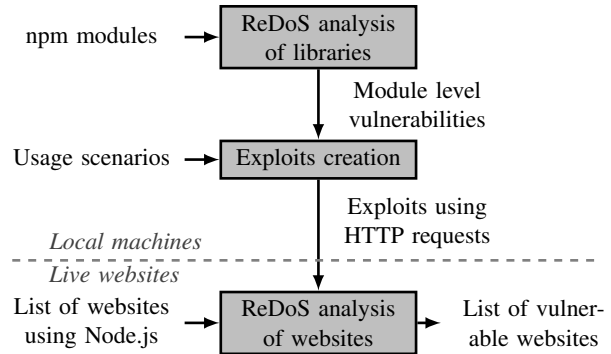 npm modules
ReDoS analysis
of libraries
Module level
vulnerabilities
Usage scenarios
Exploits creation
Exploits using
HTTP requests
Local machines
Live websites
List of websites
using Node.js
ReDoS analysis
of websites
List of vulner-
able websites